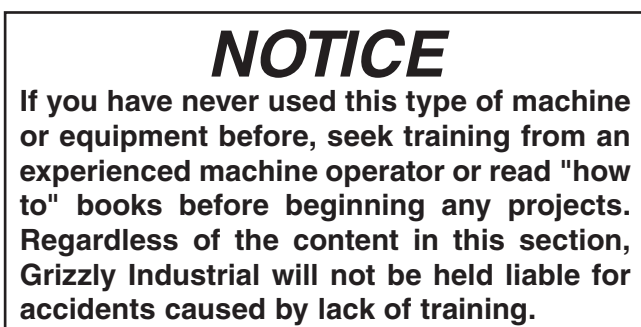 NOTICE
If you have never used this type of machine
or equipment before, seek training from an
experienced machine operator or read "how
to" books before beginning any projects.
Regardless of the content in this section,
Grizzly Industrial will not be held liable for
accidents caused by lack of training.